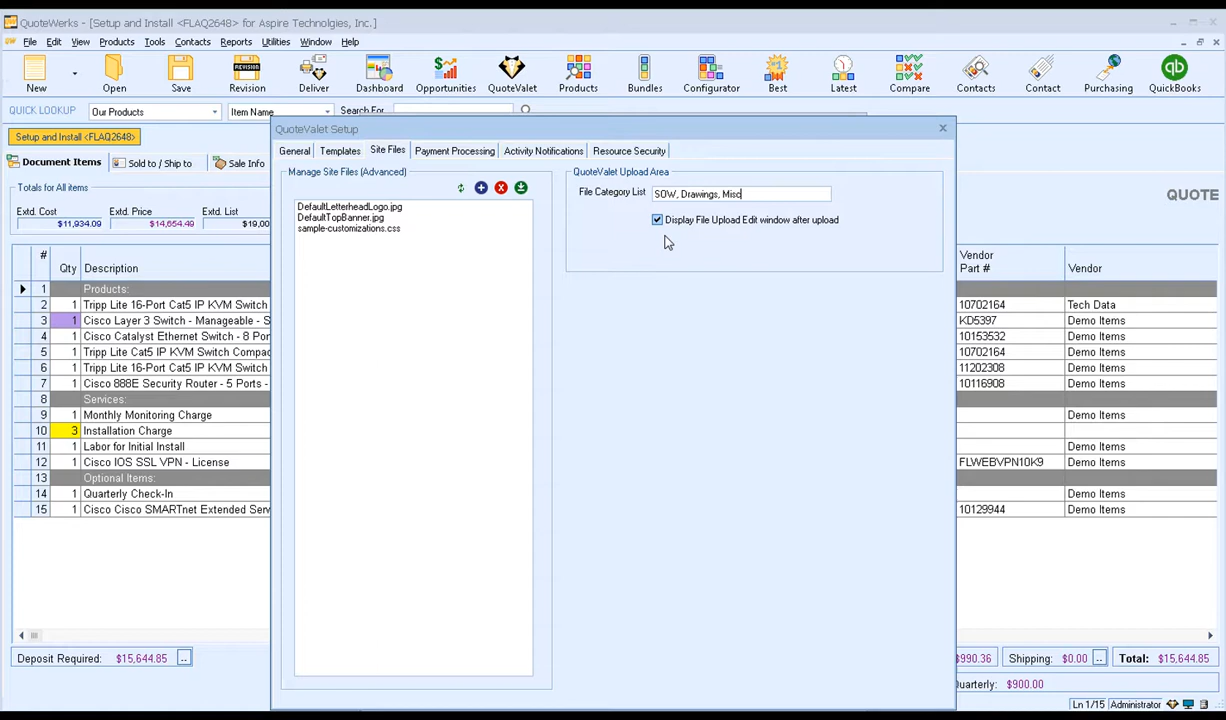 QuoteWerks - [Setup and Install <FLAQ2648> for Aspire Technolgies, Inc.]
File Edit View Products Tools Contacts Reports Utilities Window Help
New Open Save Revision Deliver Dashboard Opportunities QuoteValet Products Bundles Configurator Best Latest Compare Contacts Contact Purchasing QuickBooks
QUICK LOOKUP Our Products Item Name Search For
Setup and Install <FLAQ2648>
Document Items Sold to / Ship to Sale Info
Totals for All items
Extd. Cost Extd. Price Extd. List
$11,934.09 $14,654.49 $19,00
QUOTE
QuoteValet Setup
General Templates Site Files Payment Processing Activity Notifications Resource Security
Manage Site Files (Advanced)
DefaultLetterheadLogo.jpg
DefaultTopBanner.jpg
sample-customizations.css
QuoteValet Upload Area
File Category List SOW, Drawings, Misc
Display File Upload Edit window after upload
# Qty Description Vendor Part # Vendor
1 Products:
2 1 Tripp Lite 16-Port Cat5 IP KVM Switch 10702164 Tech Data
3 1 Cisco Layer 3 Switch - Manageable - S KD5397 Demo Items
4 1 Cisco Catalyst Ethernet Switch - 8 Por 10153532 Demo Items
5 1 Tripp Lite Cat5 IP KVM Switch Compac 10702164 Demo Items
6 1 Tripp Lite 16-Port Cat5 IP KVM Switch 11202308 Demo Items
7 1 Cisco 888E Security Router - 5 Ports - 10116908 Demo Items
8 Services:
9 1 Monthly Monitoring Charge Demo Items
10 3 Installation Charge
11 1 Labor for Initial Install Demo Items
12 1 Cisco IOS SSL VPN - License FLWEBVPN10K9 Demo Items
13 Optional Items:
14 1 Quarterly Check-In Demo Items
15 1 Cisco Cisco SMARTnet Extended Serv 10129944 Demo Items
Deposit Required: $15,644.85 .. $990.36 Shipping: $0.00 .. Total: $15,644.85
Quarterly: $900.00
Ln 1/15 Administrator